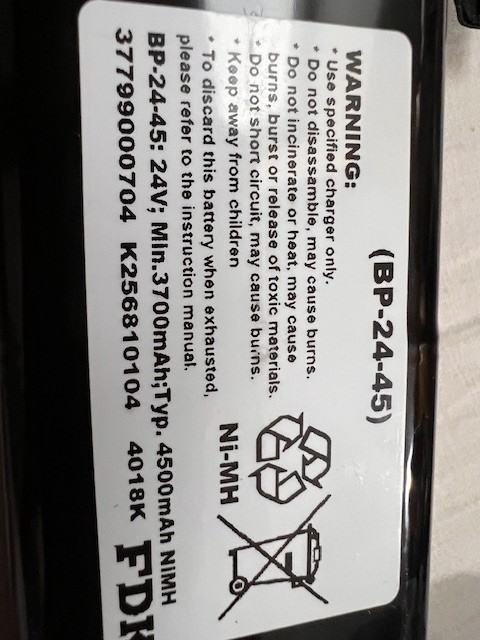 (BP-24-45)
WARNING:
* Use specified charger only.
* Do not disassamble, may cause burns.
* Do not incinerate or heat, may cause
burns, burst or release of toxic materials.
* Do not short circuit, may cause burns.
* Keep away from children
* To discard this battery when exhausted,
please refer to the instruction manual.
Ni-MH
BP-24-45: 24V; Min.3700mAh;Typ. 4500mAh NiMH
37799000704 K256810104 4018K FDK